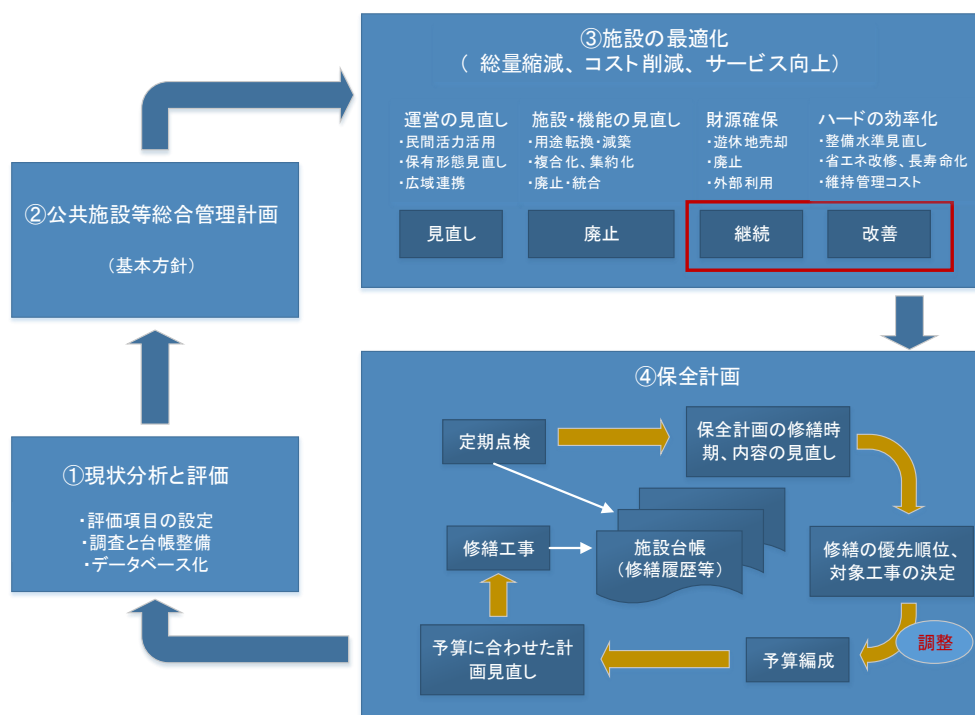 ③施設の最適化
( 総量縮減、コスト削減、サービス向上)
運営の見直し
・民間活力活用
・保有形態見直し
・広域連携
施設・機能の見直し
・用途転換・減築
・複合化、集約化
・廃止・統合
財源確保
・遊休地売却
・廃止
・外部利用
ハードの効率化
・整備水準見直し
・省エネ改修、長寿命化
・維持管理コスト
見直し
廃止
継続
改善
②公共施設等総合管理計画
(基本方針)
①現状分析と評価
・評価項目の設定
・調査と台帳整備
・データベース化
④保全計画
定期点検
保全計画の修繕時
期、内容の見直し
修繕工事
施設台帳
(修繕履歴等)
修繕の優先順位、
対象工事の決定
調整
予算編成
予算に合わせた計
画見直し